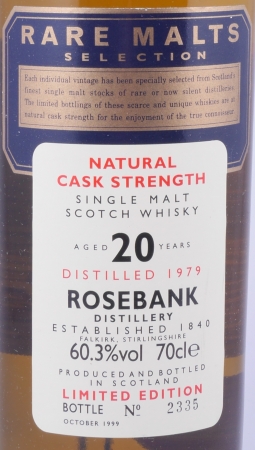 RARE MALTS
SELECTION
Each individual vintage has been specially selected from Scotland's
finest single malt stocks of rare or now silent distilleries.
The limited bottlings of these scarce and unique whiskies are at
natural cask strength for the enjoyment of the true connoisseur
NATURAL
CASK STRENGTH
SINGLE MALT
SCOTCH WHISKY
AGED 20 YEARS
DISTILLED 1979
ROSEBANK
DISTILLERY
ESTABLISHED 1840
FALKIRK, STIRLINGSHIRE
60.3%vol 70cl℮
PRODUCED AND BOTTLED
IN SCOTLAND
LIMITED EDITION
BOTTLE Nº 2335
OCTOBER 1999